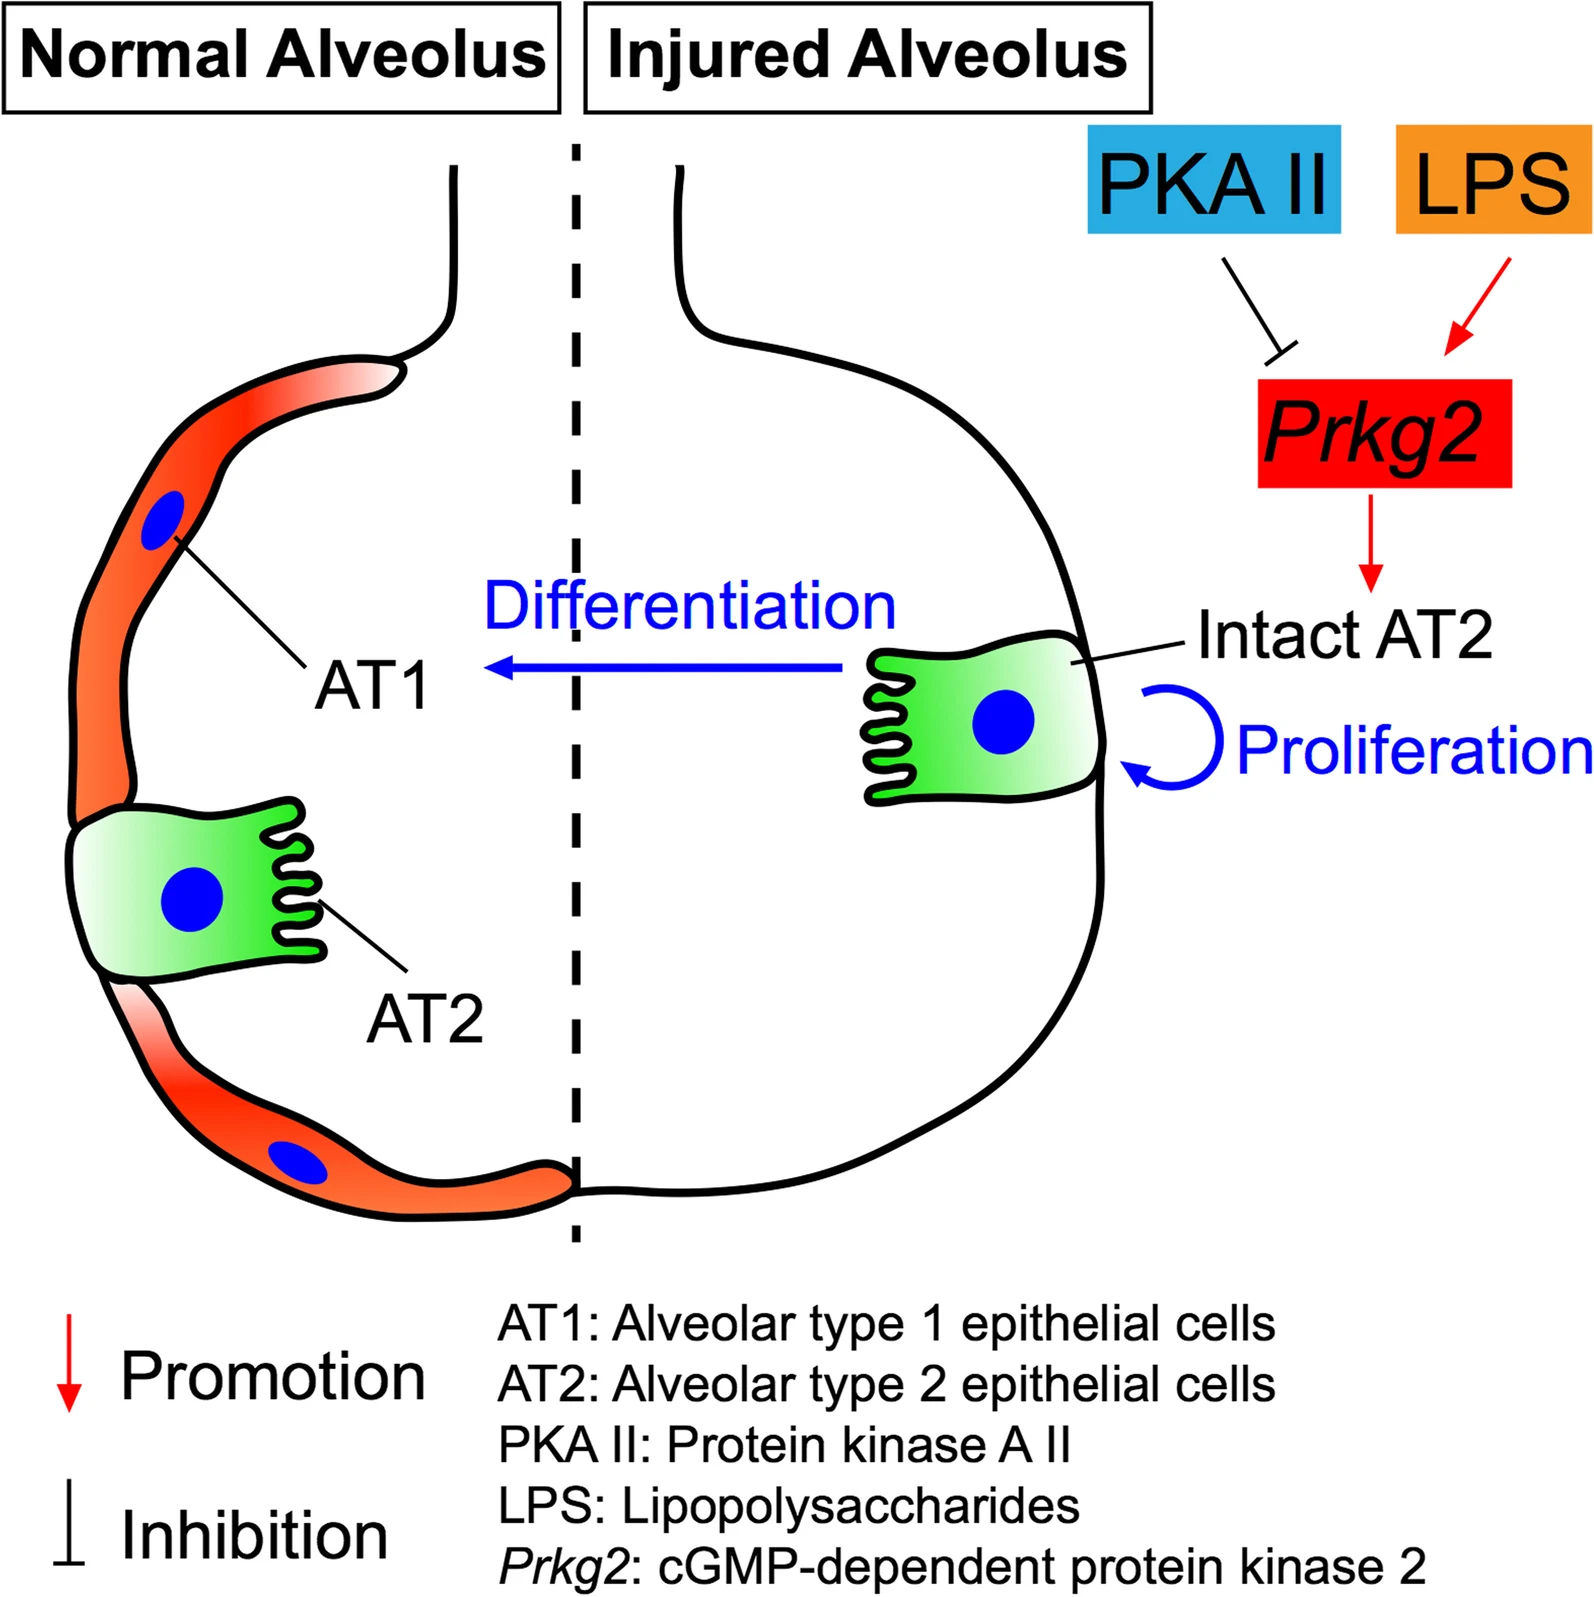 Normal Alveolus
Injured Alveolus
PKA II
LPS
Prkg2
Differentiation
Intact AT2
AT1
Proliferation
AT2
Promotion
Inhibition
AT1: Alveolar type 1 epithelial cells
AT2: Alveolar type 2 epithelial cells
PKA II: Protein kinase A II
LPS: Lipopolysaccharides
Prkg2: cGMP-dependent protein kinase 2